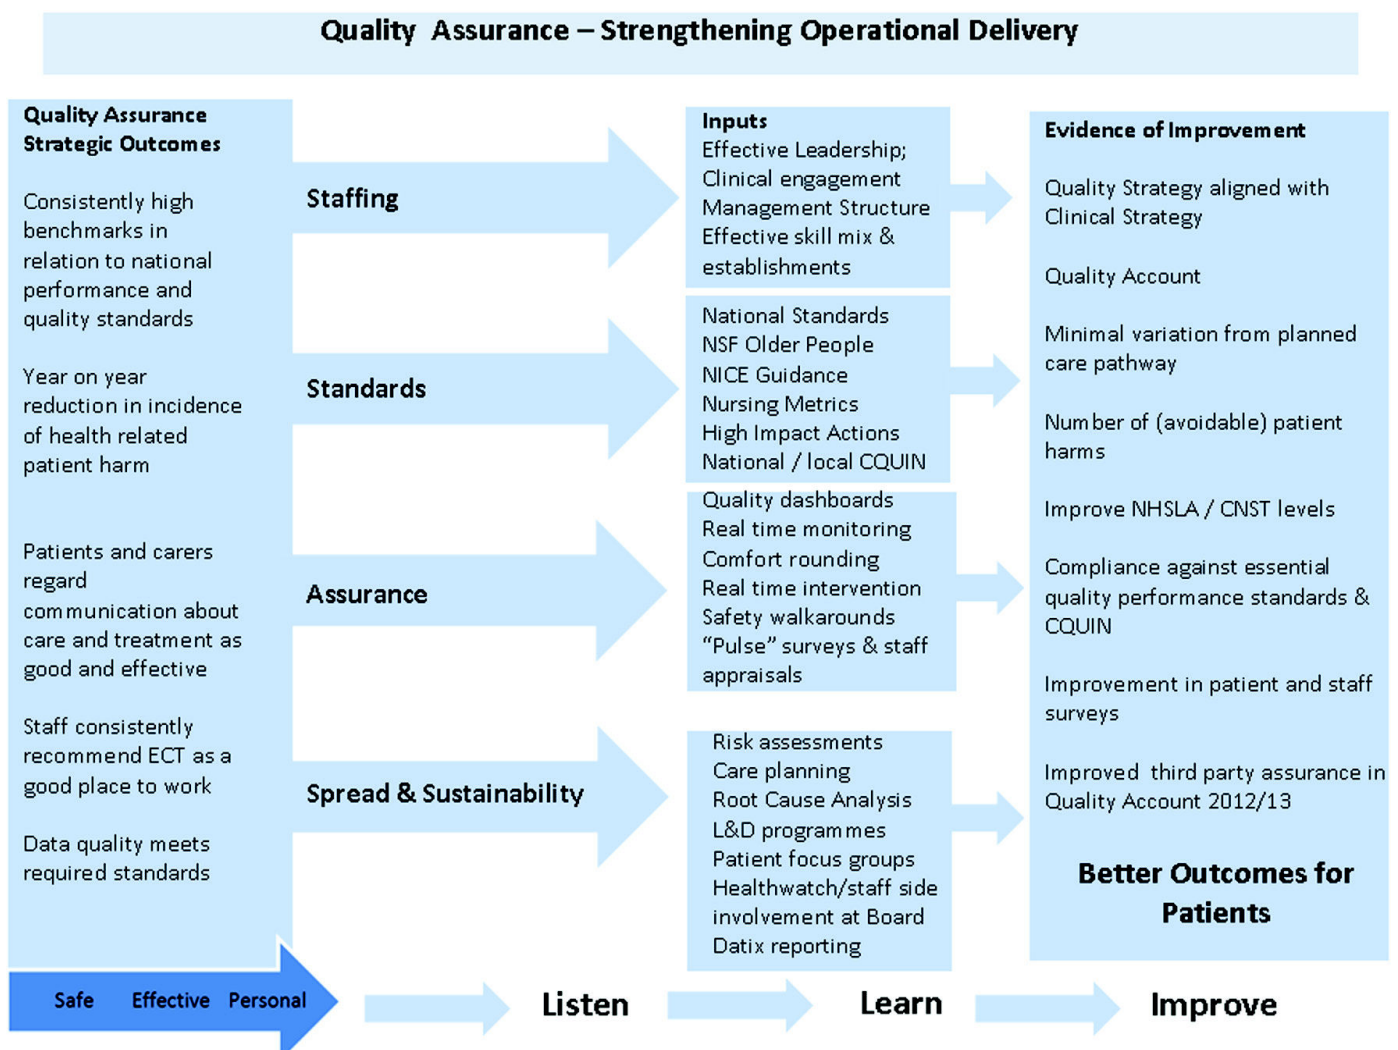 Quality Assurance – Strengthening Operational Delivery
Quality Assurance
Strategic Outcomes
Consistently high
benchmarks in
relation to national
performance and
quality standards
Year on year
reduction in incidence
of health related
patient harm
Patients and carers
regard
communication about
care and treatment as
good and effective
Staff consistently
recommend ECT as a
good place to work
Data quality meets
required standards
Staffing
Standards
Assurance
Spread & Sustainability
Inputs
Effective Leadership;
Clinical engagement
Management Structure
Effective skill mix &
establishments
National Standards
NSF Older People
NICE Guidance
Nursing Metrics
High Impact Actions
National / local CQUIN
Quality dashboards
Real time monitoring
Comfort rounding
Real time intervention
Safety walkarounds
“Pulse” surveys & staff
appraisals
Risk assessments
Care planning
Root Cause Analysis
L&D programmes
Patient focus groups
Healthwatch/staff side
involvement at Board
Datix reporting
Evidence of Improvement
Quality Strategy aligned with
Clinical Strategy
Quality Account
Minimal variation from planned
care pathway
Number of (avoidable) patient
harms
Improve NHSLA / CNST levels
Compliance against essential
quality performance standards &
CQUIN
Improvement in patient and staff
surveys
Improved third party assurance in
Quality Account 2012/13
Better Outcomes for
Patients
Safe Effective Personal
Listen
Learn
Improve